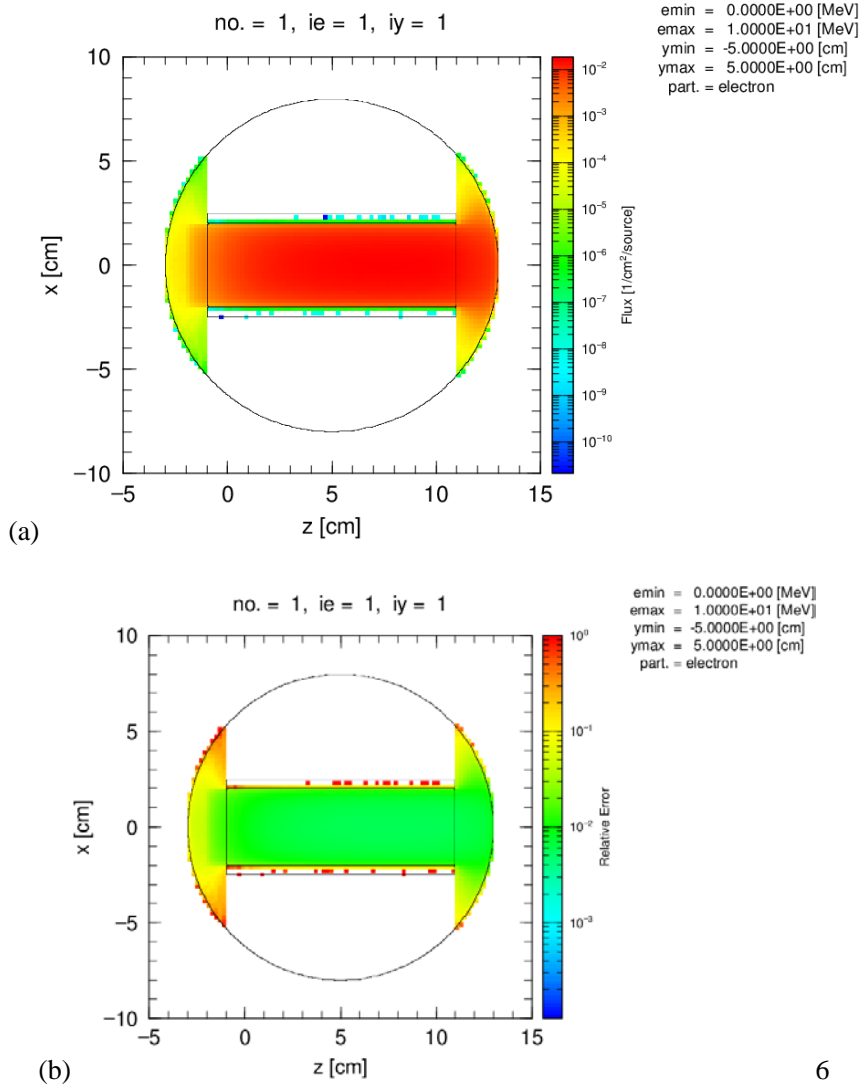 no. = 1, ie = 1, iy = 1
emin = 0.0000E+00 [MeV]
emax = 1.0000E+01 [MeV]
ymin = -5.0000E+00 [cm]
ymax = 5.0000E+00 [cm]
part. = electron
10
5
0
−5
−10
x [cm]
−5 0 5 10 15
z [cm]
10⁻²
10⁻³
10⁻⁴
10⁻⁵
10⁻⁶
10⁻⁷
10⁻⁸
10⁻⁹
10⁻¹⁰
Flux [1/cm²/source]
(a)
no. = 1, ie = 1, iy = 1
emin = 0.0000E+00 [MeV]
emax = 1.0000E+01 [MeV]
ymin = -5.0000E+00 [cm]
ymax = 5.0000E+00 [cm]
part. = electron
10
5
0
−5
−10
x [cm]
−5 0 5 10 15
z [cm]
10⁰
10⁻¹
10⁻²
10⁻³
Relative Error
(b)
6